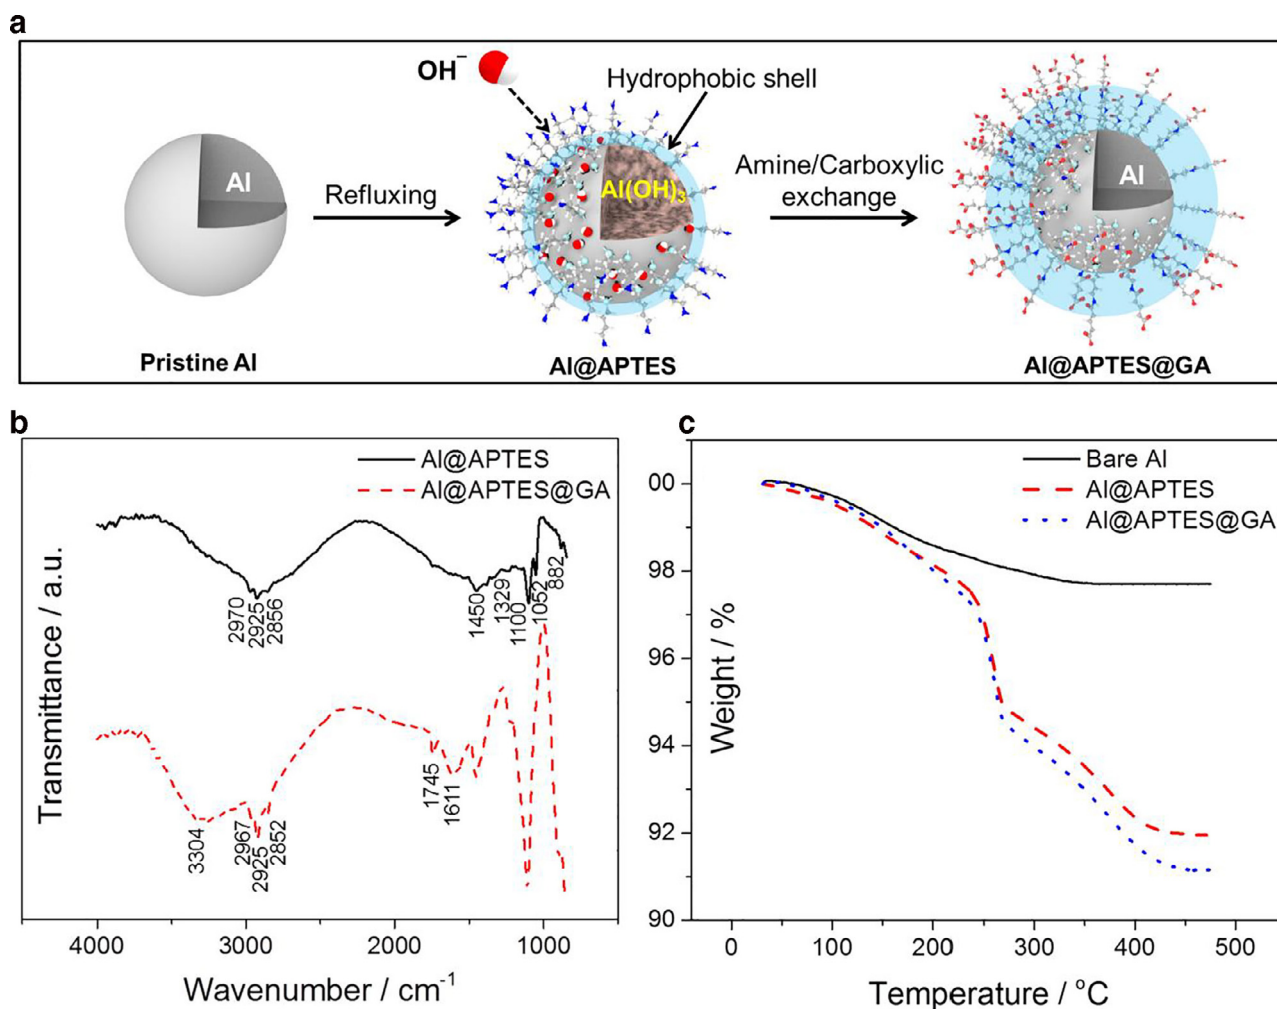 a
OH⁻
Hydrophobic shell
Al
Refluxing
Al(OH)₃
Amine/Carboxylic
exchange
Al
Pristine Al
Al@APTES
Al@APTES@GA
b
Al@APTES
Al@APTES@GA
Transmittance / a.u.
2970
2925
2856
1450
1329
1100
1052
882
3304
2967
2925
2852
1745
1611
4000
3000
2000
1000
Wavenumber / cm⁻¹
c
Bare Al
Al@APTES
Al@APTES@GA
Weight / %
00
98
96
94
92
90
0
100
200
300
400
500
Temperature / °C